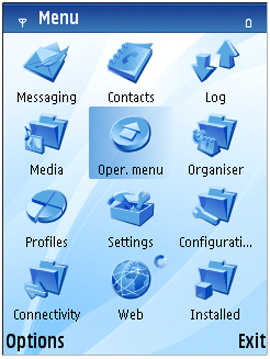 Menu
Messaging Contacts Log
Media Oper. menu Organiser
Profiles Settings Configurati...
Connectivity Web Installed
Options Exit